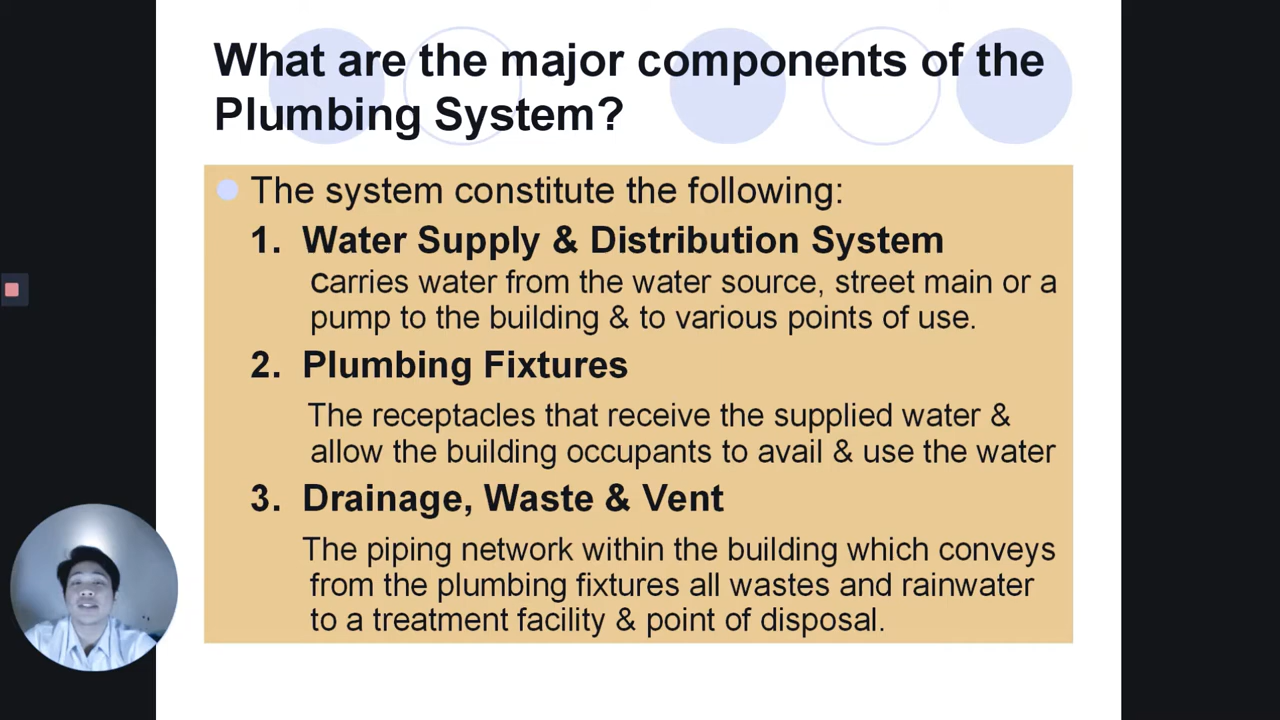 What are the major components of the
Plumbing System?
The system constitute the following:
1. Water Supply & Distribution System
carries water from the water source, street main or a
pump to the building & to various points of use.
2. Plumbing Fixtures
The receptacles that receive the supplied water &
allow the building occupants to avail & use the water
3. Drainage, Waste & Vent
The piping network within the building which conveys
from the plumbing fixtures all wastes and rainwater
to a treatment facility & point of disposal.